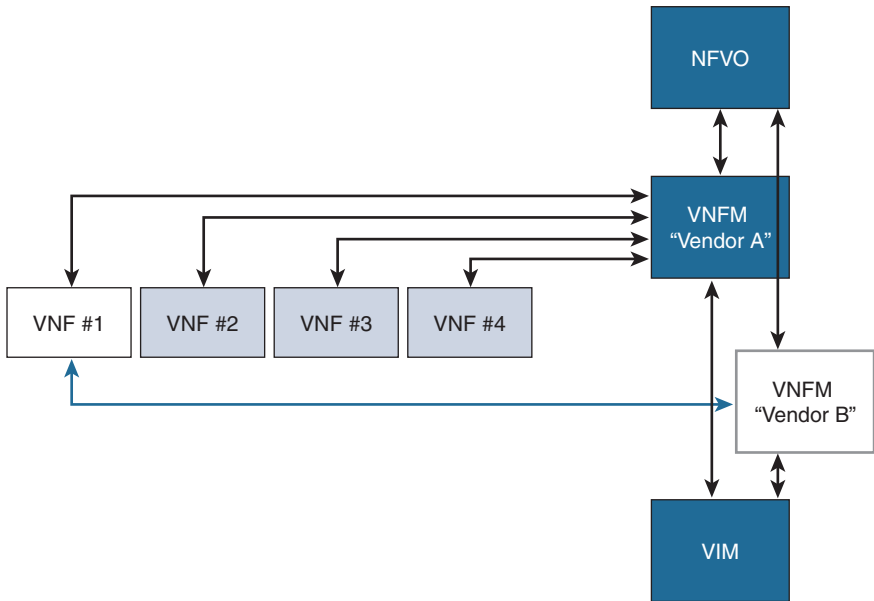 NFVO
VNFM
“Vendor A”
VNF #1
VNF #2
VNF #3
VNF #4
VNFM
“Vendor B”
VIM